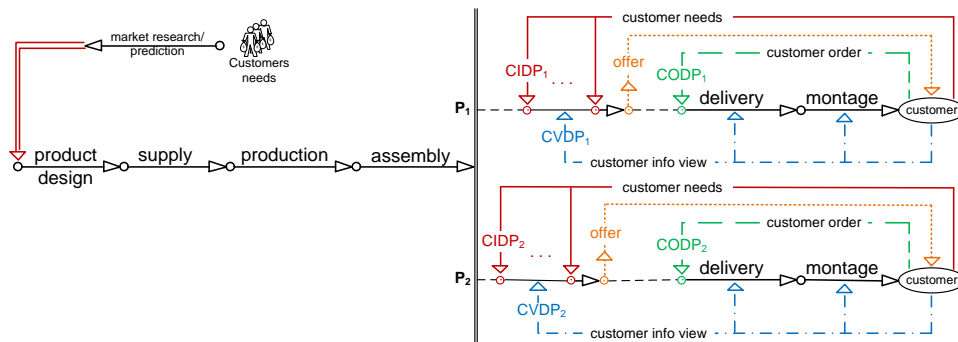 market research/
prediction
Customers
needs
product
design
supply
production
assembly
customer needs
CIDP₁
. . .
offer
customer order
CODP₁
P₁
delivery
montage
customer
CVDP₁
customer info view
customer needs
CIDP₂
. . .
offer
customer order
CODP₂
P₂
delivery
montage
customer
CVDP₂
customer info view